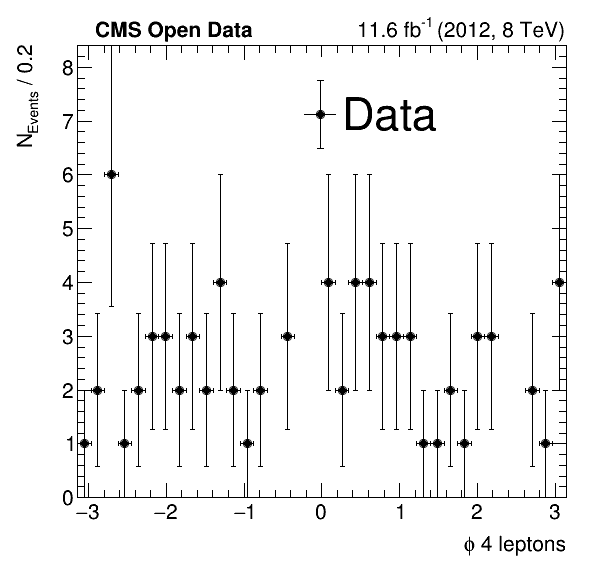 CMS Open Data 11.6 fb⁻¹ (2012, 8 TeV)
N_Events / 0.2
Data
8
7
6
5
4
3
2
1
0
−3 −2 −1 0 1 2 3
ϕ 4 leptons